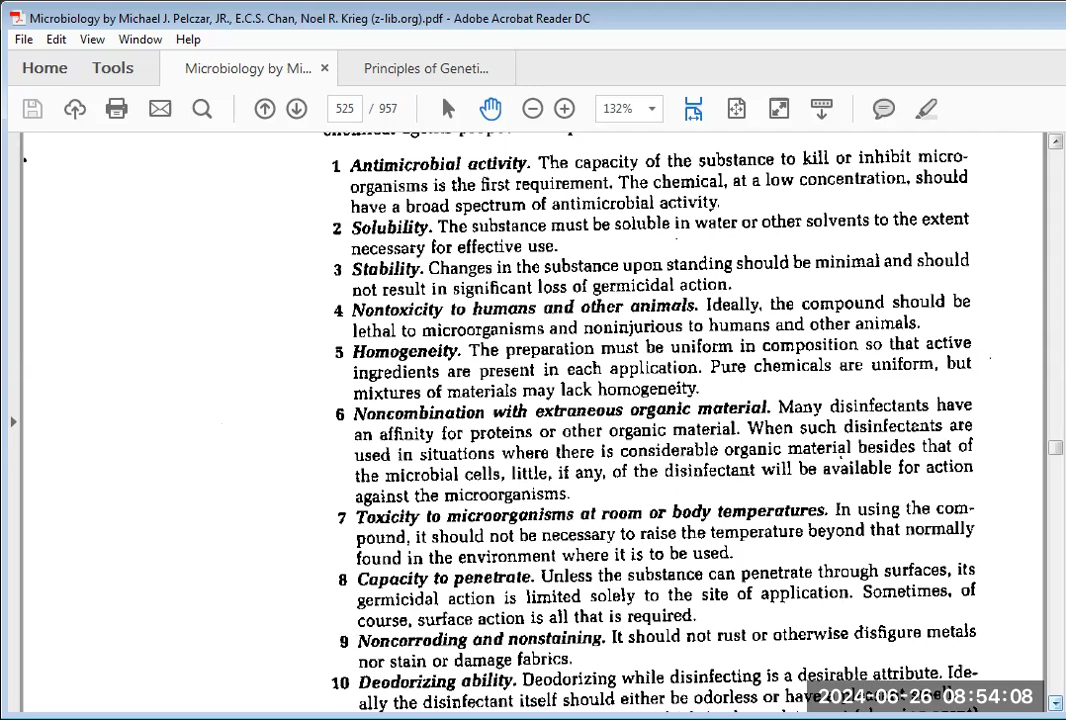 Microbiology by Michael J. Pelczar, JR., E.C.S. Chan, Noel R. Krieg (z-lib.org).pdf - Adobe Acrobat Reader DC
File Edit View Window Help
Home Tools Microbiology by Mi... × Principles of Geneti...
525 / 957 132%
1 Antimicrobial activity. The capacity of the substance to kill or inhibit micro-
organisms is the first requirement. The chemical, at a low concentration, should
have a broad spectrum of antimicrobial activity.
2 Solubility. The substance must be soluble in water or other solvents to the extent
necessary for effective use.
3 Stability. Changes in the substance upon standing should be minimal and should
not result in significant loss of germicidal action.
4 Nontoxicity to humans and other animals. Ideally, the compound should be
lethal to microorganisms and noninjurious to humans and other animals.
5 Homogeneity. The preparation must be uniform in composition so that active
ingredients are present in each application. Pure chemicals are uniform, but
mixtures of materials may lack homogeneity.
6 Noncombination with extraneous organic material. Many disinfectants have
an affinity for proteins or other organic material. When such disinfectants are
used in situations where there is considerable organic material besides that of
the microbial cells, little, if any, of the disinfectant will be available for action
against the microorganisms.
7 Toxicity to microorganisms at room or body temperatures. In using the com-
pound, it should not be necessary to raise the temperature beyond that normally
found in the environment where it is to be used.
8 Capacity to penetrate. Unless the substance can penetrate through surfaces, its
germicidal action is limited solely to the site of application. Sometimes, of
course, surface action is all that is required.
9 Noncorroding and nonstaining. It should not rust or otherwise disfigure metals
nor stain or damage fabrics.
10 Deodorizing ability. Deodorizing while disinfecting is a desirable attribute. Ide-
ally the disinfectant itself should either be odorless or have
2024-06-26 08:54:08